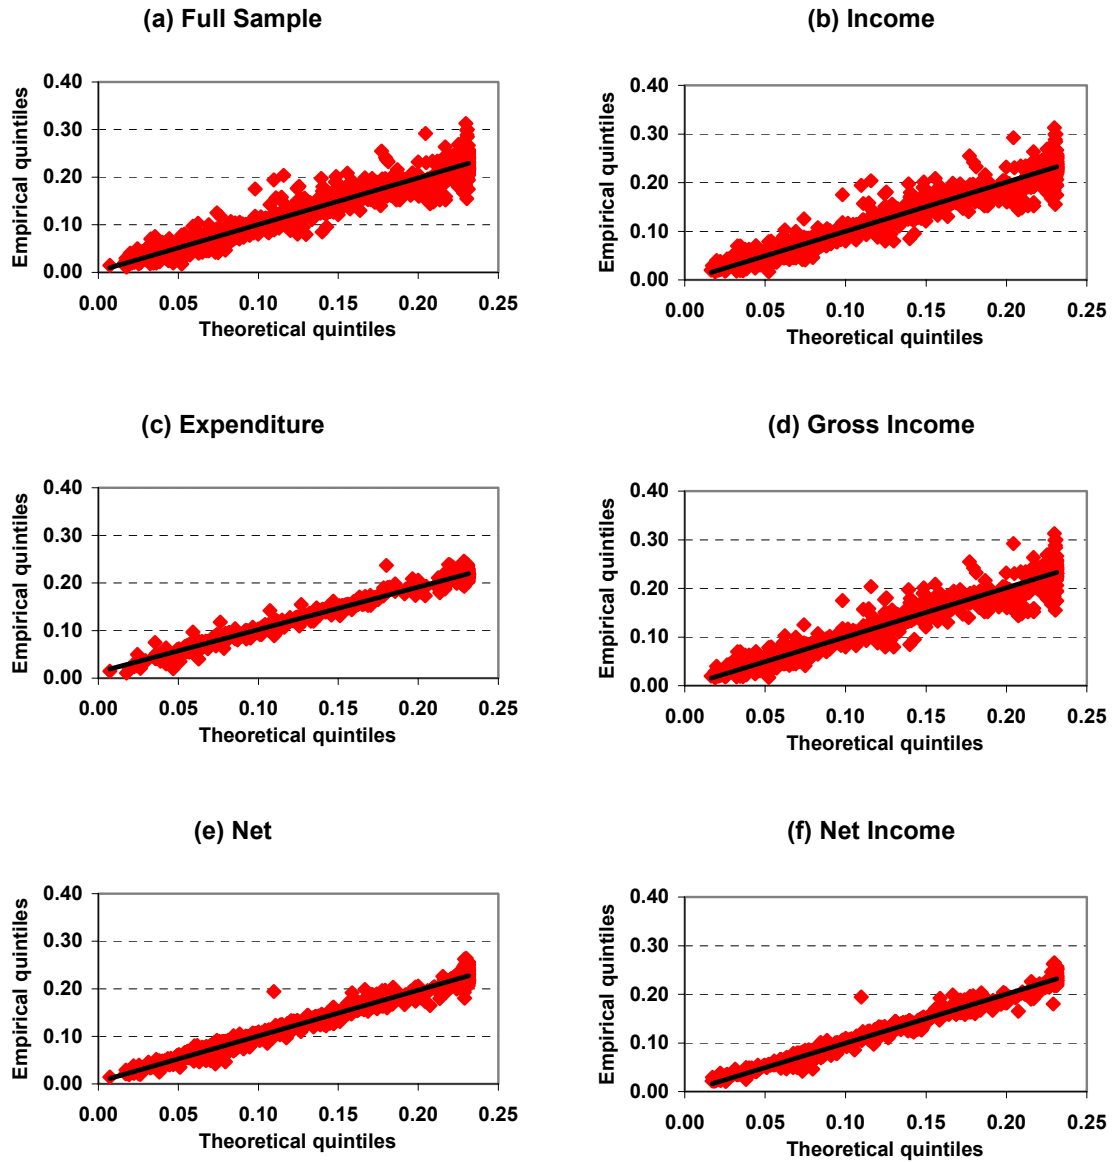 (a) Full Sample
(b) Income
Empirical quintiles
0.40
0.30
0.20
0.10
0.00
0.00 0.05 0.10 0.15 0.20 0.25
Theoretical quintiles
Empirical quintiles
0.40
0.30
0.20
0.10
0.00
0.00 0.05 0.10 0.15 0.20 0.25
Theoretical quintiles
(c) Expenditure
(d) Gross Income
Empirical quintiles
0.40
0.30
0.20
0.10
0.00
0.00 0.05 0.10 0.15 0.20 0.25
Theoretical quintiles
Empirical quintiles
0.40
0.30
0.20
0.10
0.00
0.00 0.05 0.10 0.15 0.20 0.25
Theoretical quintiles
(e) Net
(f) Net Income
Empirical quintiles
0.40
0.30
0.20
0.10
0.00
0.00 0.05 0.10 0.15 0.20 0.25
Theoretical quintiles
Empirical quintiles
0.40
0.30
0.20
0.10
0.00
0.00 0.05 0.10 0.15 0.20 0.25
Theoretical quintiles